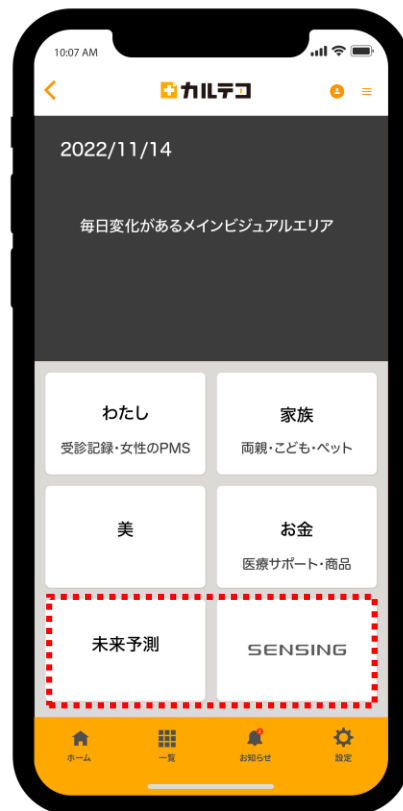 10:07 AM
カルテコ
2022/11/14
毎日変化があるメインビジュアルエリア
わたし
受診記録・女性のPMS
家族
両親・こども・ペット
美
お金
医療サポート・商品
未来予測
SENSING
ホーム
一覧
お知らせ
設定